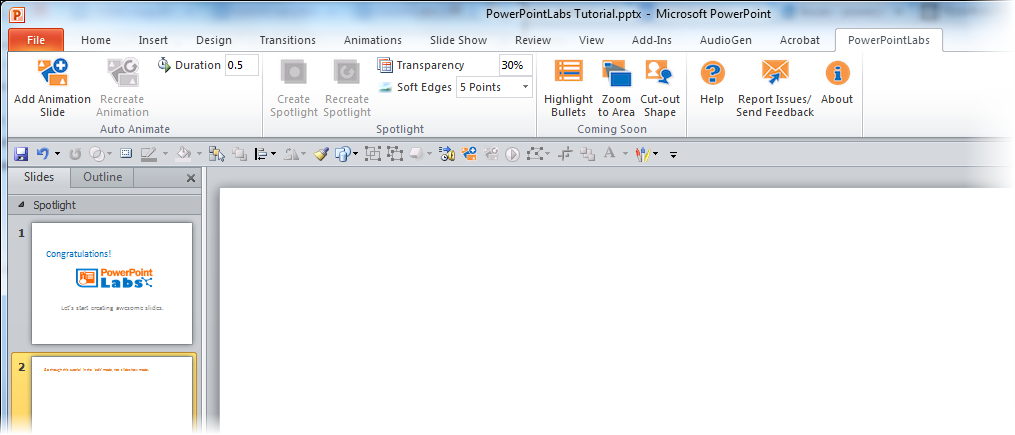 PowerPointLabs Tutorial.pptx - Microsoft PowerPoint
File Home Insert Design Transitions Animations Slide Show Review View Add-Ins AudioGen Acrobat PowerPointLabs
Duration 0.5
Transparency 30%
Soft Edges 5 Points
Add Animation Slide
Recreate Animation
Create Spotlight
Recreate Spotlight
Highlight Bullets
Zoom to Area
Cut-out Shape
Help
Report Issues/ Send Feedback
About
Auto Animate Spotlight Coming Soon
Slides Outline
Spotlight
1
Congratulations!
PowerPoint
Labs
Let's start creating awesome slides.
2